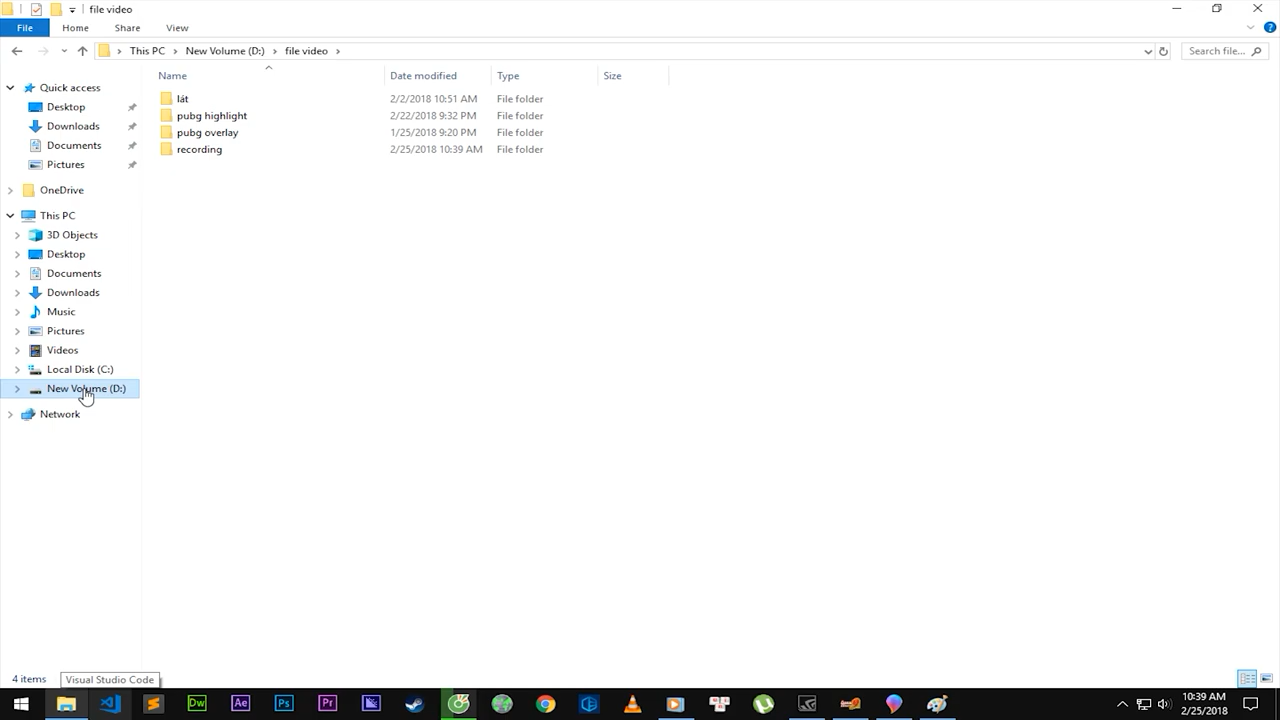 file video
File Home Share View
This PC New Volume (D:) file video Search file...
Name Date modified Type Size
lát 2/2/2018 10:51 AM File folder
pubg highlight 2/22/2018 9:32 PM File folder
pubg overlay 1/25/2018 9:20 PM File folder
recording 2/25/2018 10:39 AM File folder
Quick access
Desktop
Downloads
Documents
Pictures
OneDrive
This PC
3D Objects
Desktop
Documents
Downloads
Music
Pictures
Videos
Local Disk (C:)
New Volume (D:)
Network
4 items
Visual Studio Code
Dw Ae Ps Pr
10:39 AM
2/25/2018